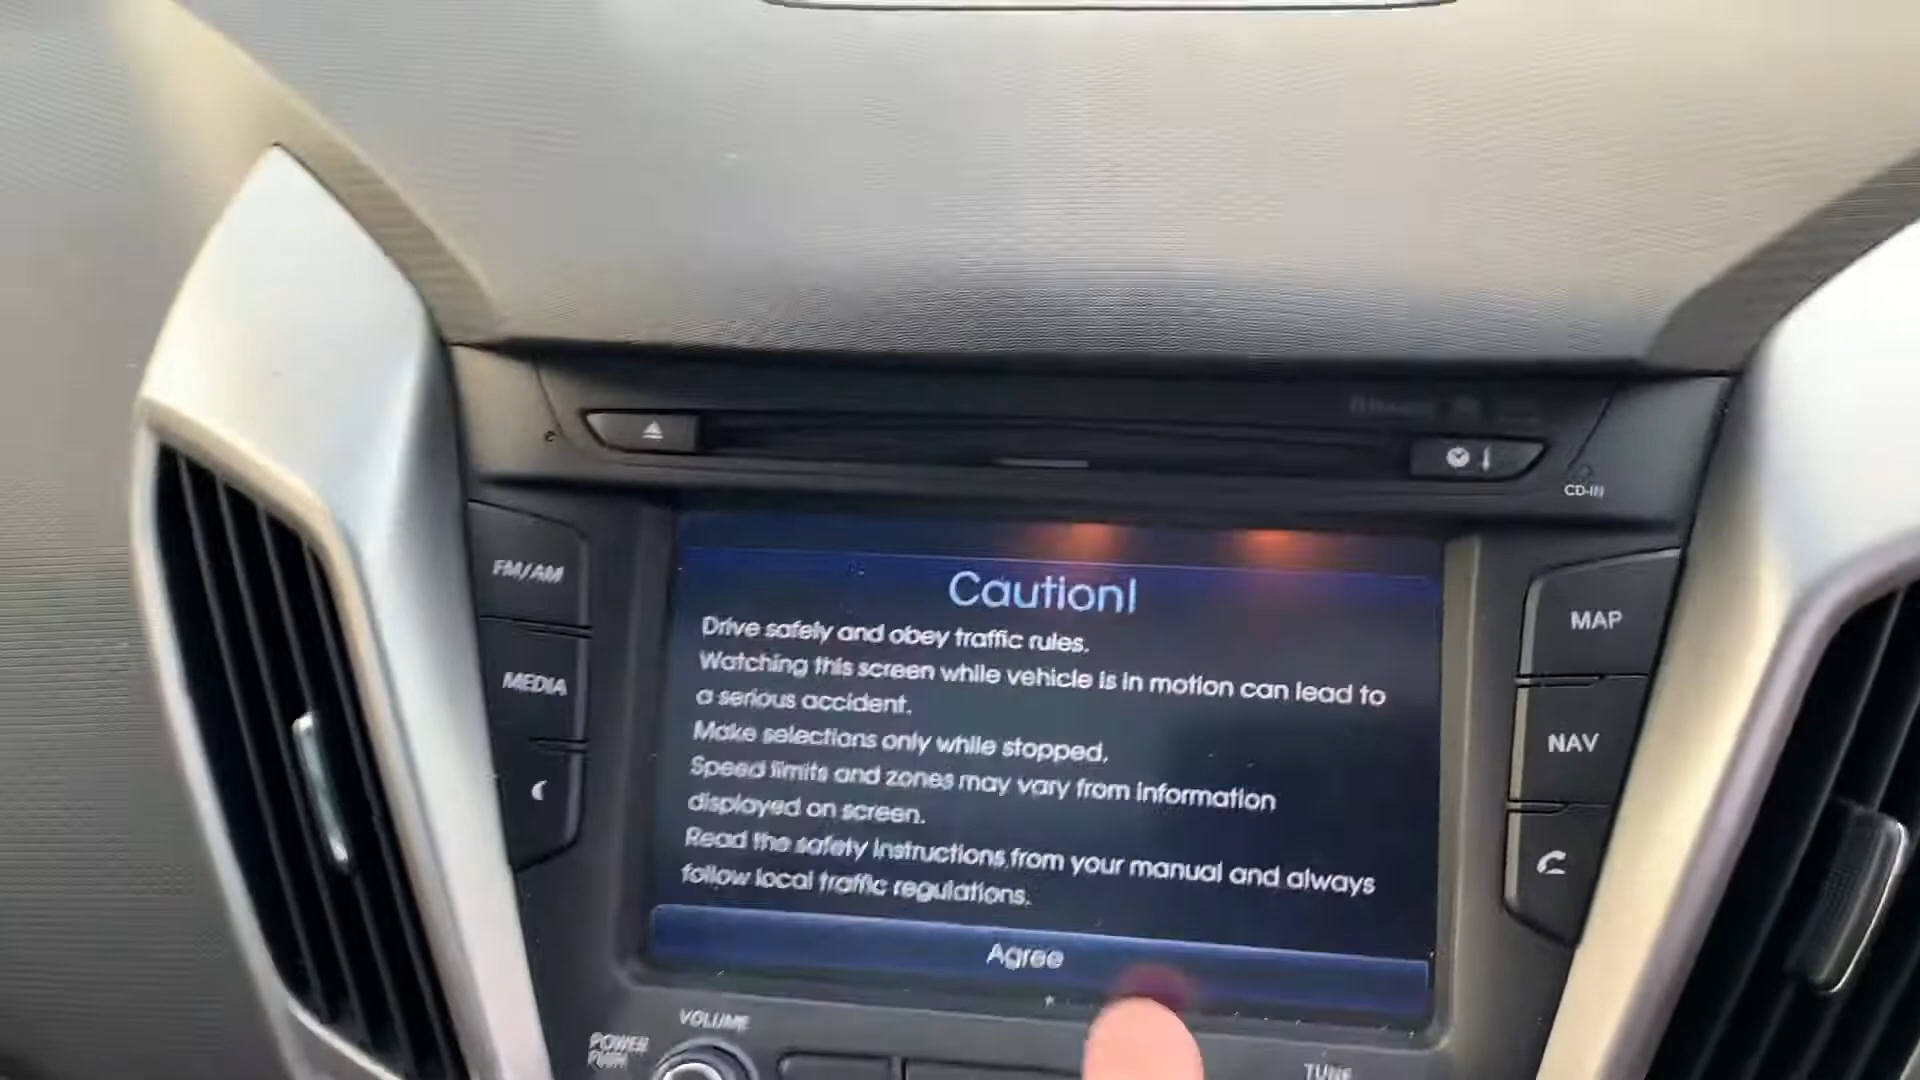 CD-IN
FM/AM
MEDIA
MAP
NAV
Caution!
Drive safely and obey traffic rules.
Watching this screen while vehicle is in motion can lead to
a serious accident.
Make selections only while stopped.
Speed limits and zones may vary from information
displayed on screen.
Read the safety instructions from your manual and always
follow local traffic regulations.
Agree
VOLUME
POWER
PUSH
TUNE